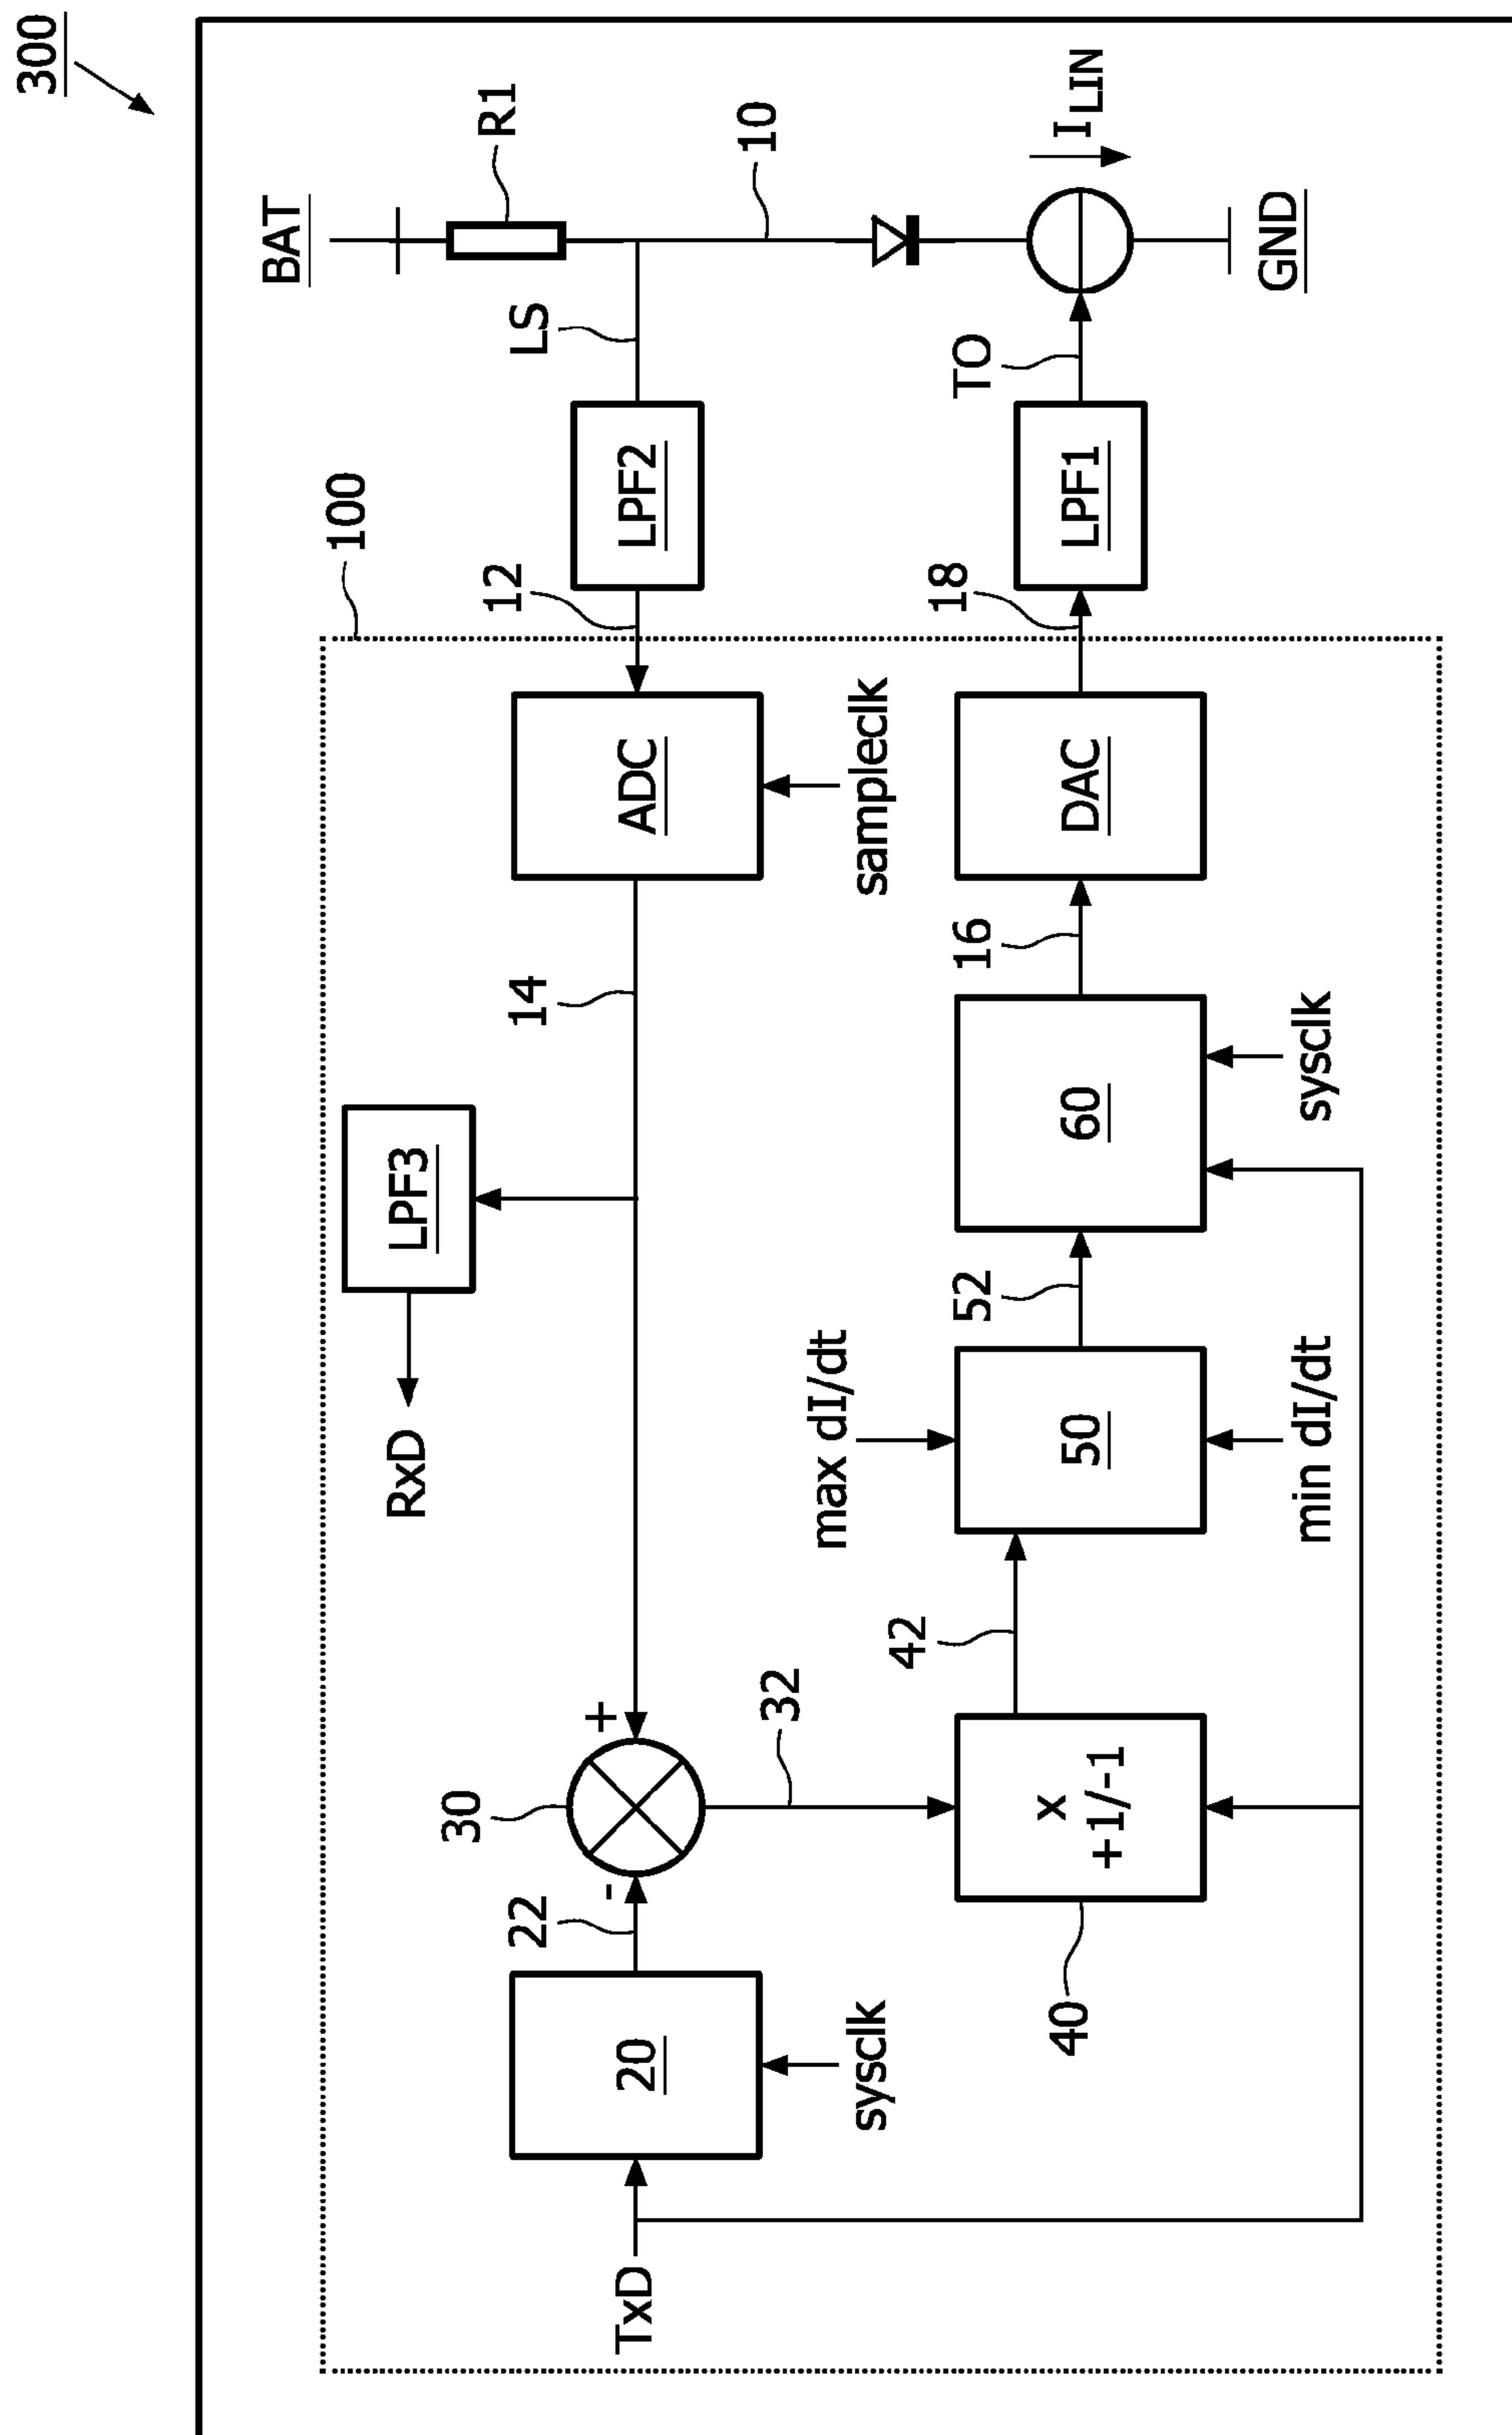 300
100
BAT
R1
LS
10
LPF2
12
ADC
sampleclk
14
LPF3
RxD
30
+
-
22
20
sysclk
TxD
32
x
+1/-1
40
42
max dI/dt
50
min dI/dt
52
60
sysclk
16
DAC
18
LPF1
TO
I LIN
GND